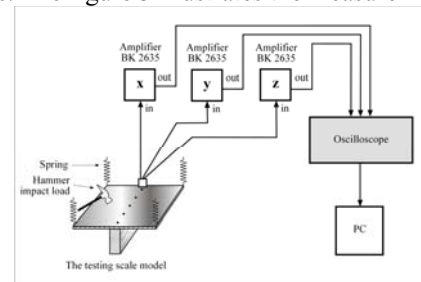 Amplifier Amplifier Amplifier
BK 2635 BK 2635 BK 2635
out out out
x y z
in in in
Oscilloscope
Spring
Hammer
impact load
PC
The testing scale model